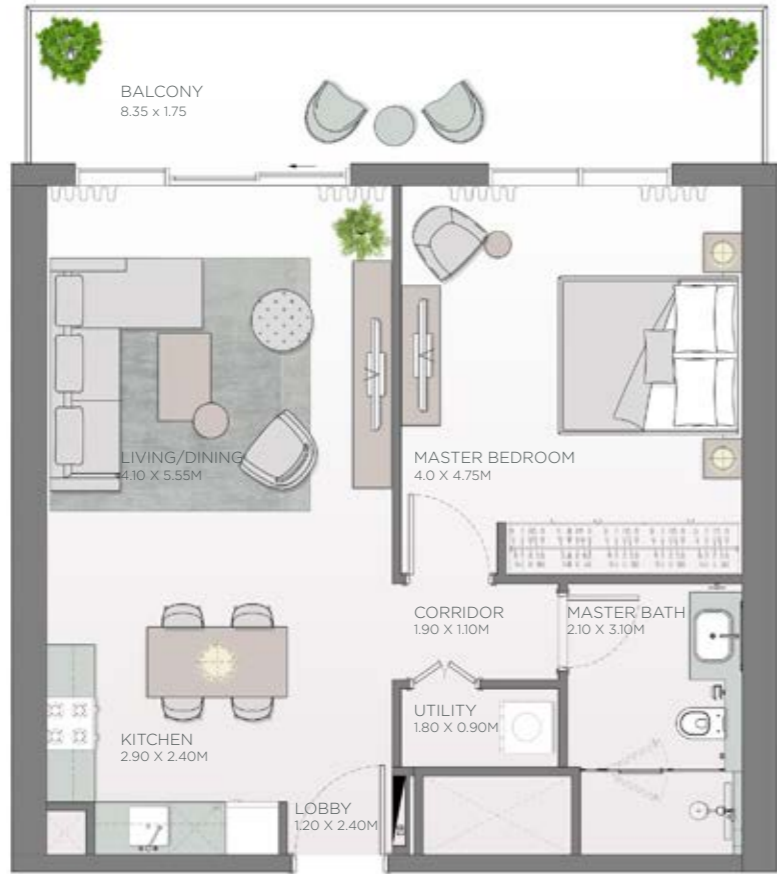 BALCONY
8.35 x 1.75
LIVING/DINING
4.10 X 5.55M
MASTER BEDROOM
4.0 X 4.75M
CORRIDOR
1.90 X 1.10M
MASTER BATH
2.10 X 3.10M
UTILITY
1.80 X 0.90M
KITCHEN
2.90 X 2.40M
LOBBY
1.20 X 2.40M